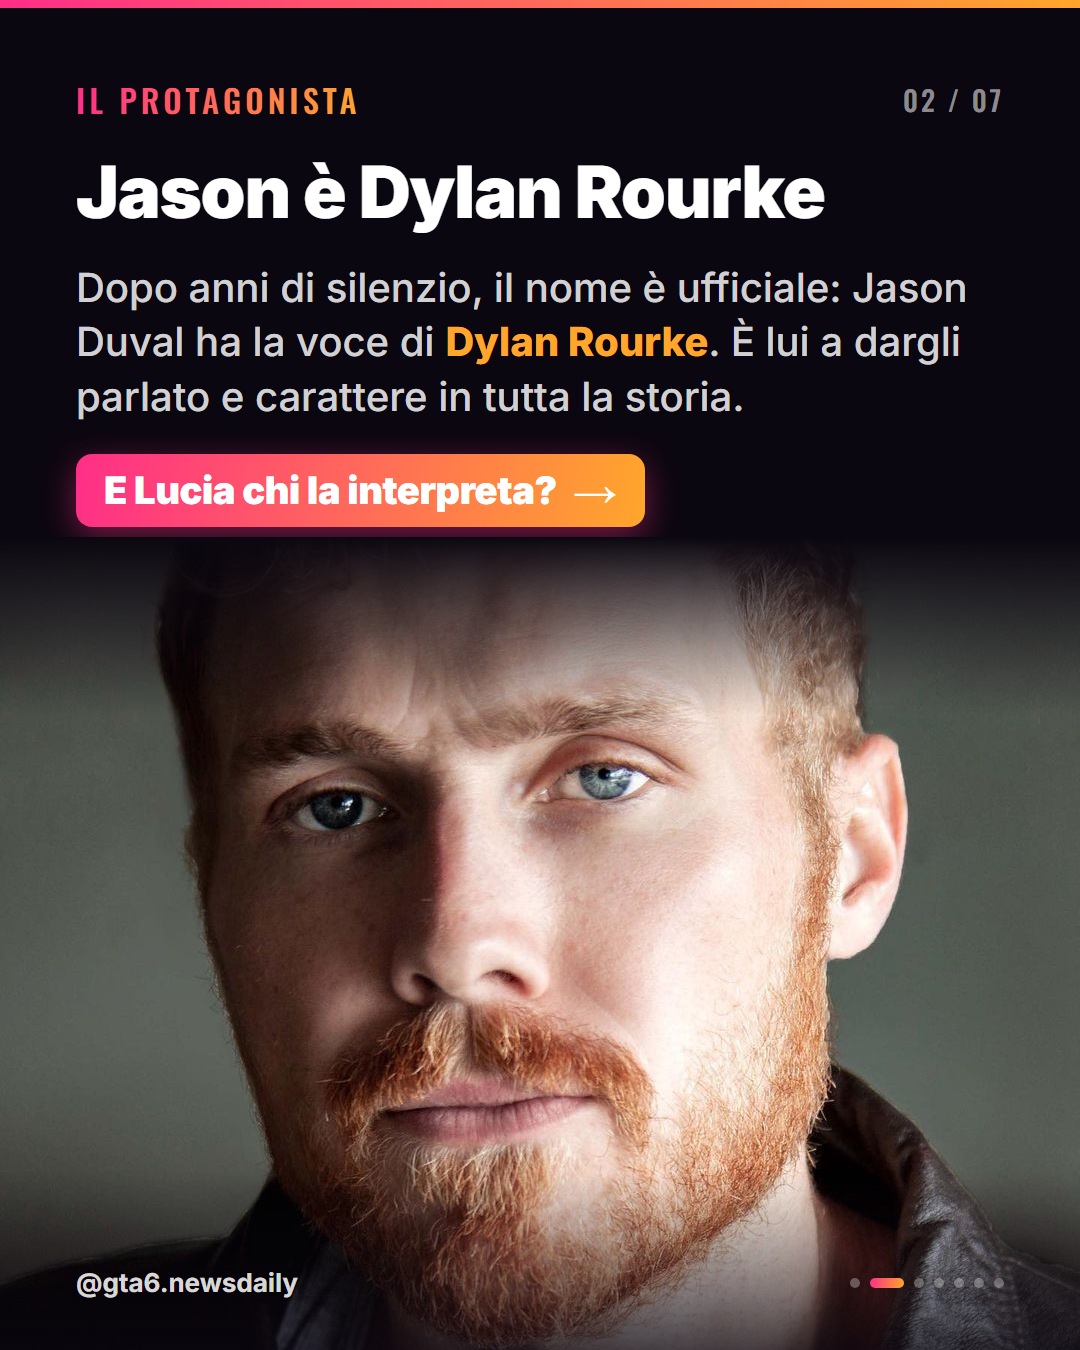 IL PROTAGONISTA
02 / 07
Jason è Dylan Rourke
Dopo anni di silenzio, il nome è ufficiale: Jason
Duval ha la voce di Dylan Rourke. È lui a dargli
parlato e carattere in tutta la storia.
E Lucia chi la interpreta? →
@gta6.newsdaily